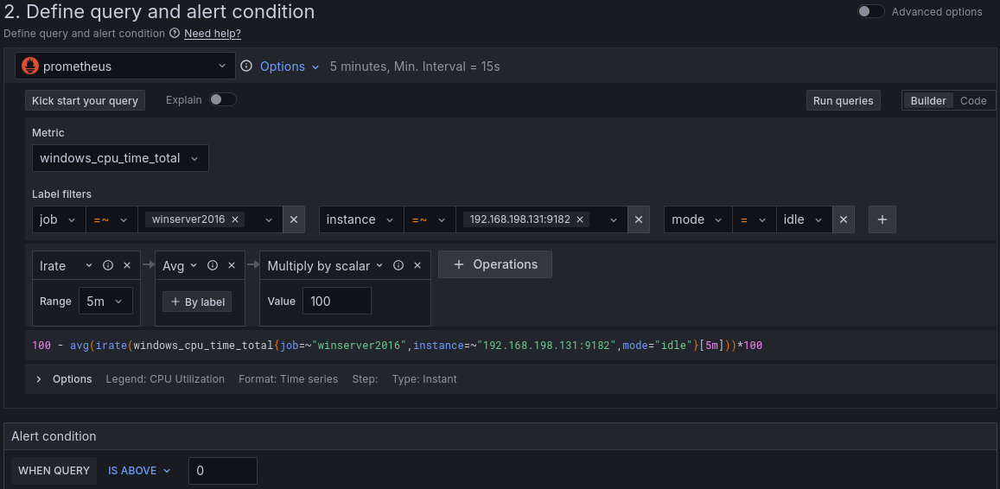 2. Define query and alert condition
Advanced options
Define query and alert condition Need help?
prometheus Options 5 minutes, Min. Interval = 15s
Kick start your query Explain Run queries Builder Code
Metric
windows_cpu_time_total
Label filters
job =~ winserver2016 instance =~ 192.168.198.131:9182 mode = idle
Irate Avg Multiply by scalar + Operations
Range 5m + By label Value 100
100 - avg(irate(windows_cpu_time_total{job=~"winserver2016",instance=~"192.168.198.131:9182",mode="idle"}[5m]))*100
Options Legend: CPU Utilization Format: Time series Step: Type: Instant
Alert condition
WHEN QUERY IS ABOVE 0